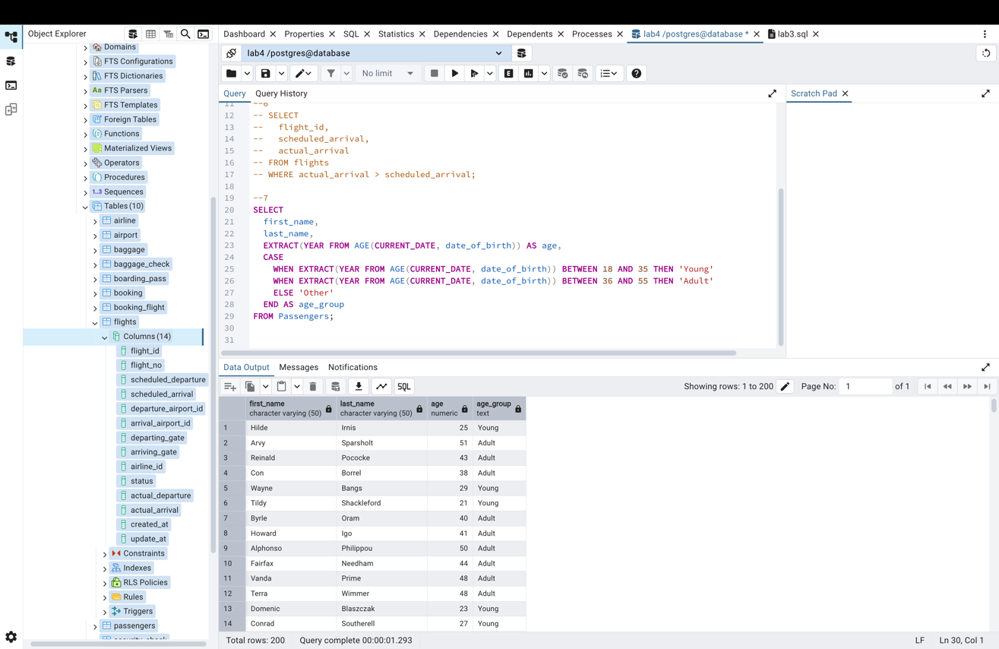 Object Explorer
Domains
FTS Configurations
FTS Dictionaries
Aa FTS Parsers
FTS Templates
Foreign Tables
Functions
Materialized Views
Operators
Procedures
1..3 Sequences
Tables (10)
airline
airport
baggage
baggage_check
boarding_pass
booking
booking_flight
flights
Columns (14)
flight_id
flight_no
scheduled_departure
scheduled_arrival
departure_airport_id
arrival_airport_id
departing_gate
arriving_gate
airline_id
status
actual_departure
actual_arrival
created_at
update_at
Constraints
Indexes
RLS Policies
Rules
Triggers
passengers
Dashboard Properties SQL Statistics Dependencies Dependents Processes lab4 /postgres@database * lab3.sql
lab4 /postgres@database
No limit E
Query Query History
Scratch Pad
11 --6
12 -- SELECT
13 --   flight_id,
14 --   scheduled_arrival,
15 --   actual_arrival
16 -- FROM flights
17 -- WHERE actual_arrival > scheduled_arrival;
18
19 --7
20 SELECT
21   first_name,
22   last_name,
23   EXTRACT(YEAR FROM AGE(CURRENT_DATE, date_of_birth)) AS age,
24   CASE
25     WHEN EXTRACT(YEAR FROM AGE(CURRENT_DATE, date_of_birth)) BETWEEN 18 AND 35 THEN 'Young'
26     WHEN EXTRACT(YEAR FROM AGE(CURRENT_DATE, date_of_birth)) BETWEEN 36 AND 55 THEN 'Adult'
27     ELSE 'Other'
28   END AS age_group
29 FROM Passengers;
30
31
Data Output Messages Notifications
SQL Showing rows: 1 to 200 Page No: 1 of 1
first_name last_name age age_group
character varying (50) character varying (50) numeric text
1 Hilde Irnis 25 Young
2 Arvy Sparsholt 51 Adult
3 Reinald Pococke 43 Adult
4 Con Borrel 38 Adult
5 Wayne Bangs 29 Young
6 Tildy Shackleford 21 Young
7 Byrle Oram 40 Adult
8 Howard Igo 41 Adult
9 Alphonso Philippou 50 Adult
10 Fairfax Needham 44 Adult
11 Vanda Prime 48 Adult
12 Terra Wimmer 48 Adult
13 Domenic Blaszczak 23 Young
14 Conrad Southerell 27 Young
Total rows: 200 Query complete 00:00:01.293 LF Ln 30, Col 1